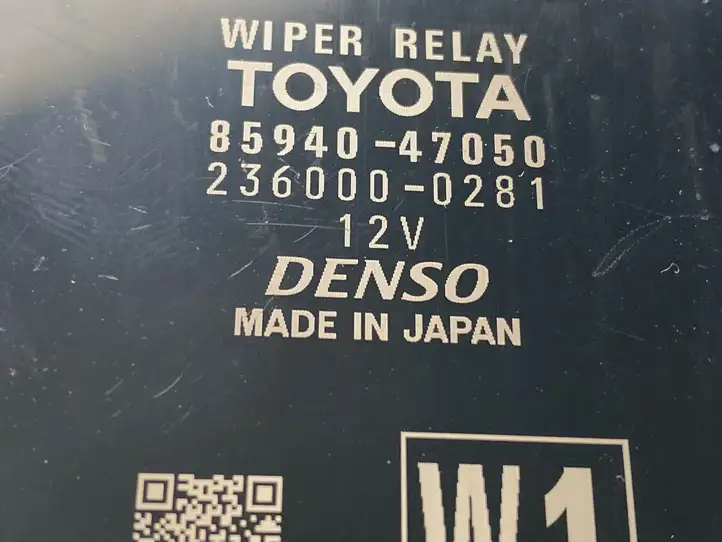 WIPER RELAY
TOYOTA
85940-47050
236000-0281
12V
DENSO
MADE IN JAPAN
W1